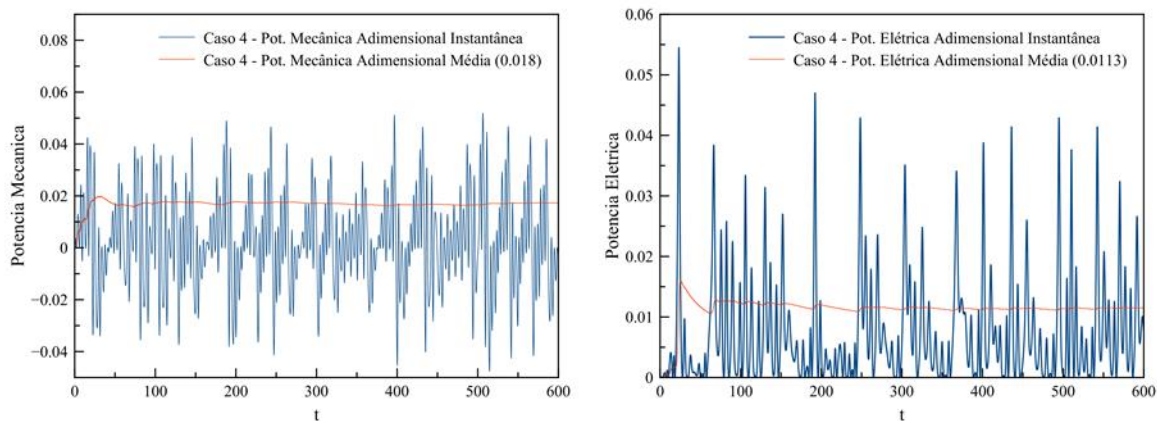 0.08
0.06
0.04
0.02
0
−0.02
−0.04
Potencia Mecanica
Caso 4 - Pot. Mecânica Adimensional Instantânea
Caso 4 - Pot. Mecânica Adimensional Média (0.018)
0 100 200 300 400 500 600
t
0.06
0.05
0.04
0.03
0.02
0.01
0
Potencia Eletrica
Caso 4 - Pot. Elétrica Adimensional Instantânea
Caso 4 - Pot. Elétrica Adimensional Média (0.0113)
0 100 200 300 400 500 600
t